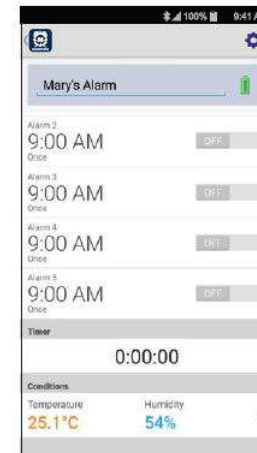 100% 9:41 A
Mary's Alarm
Alarm 2
9:00 AM
OFF
Once
Alarm 3
9:00 AM
OFF
Once
Alarm 4
9:00 AM
OFF
Once
Alarm 5
9:00 AM
OFF
Once
Timer
0:00:00
Conditions
Temperature Humidity
25.1°C 54%